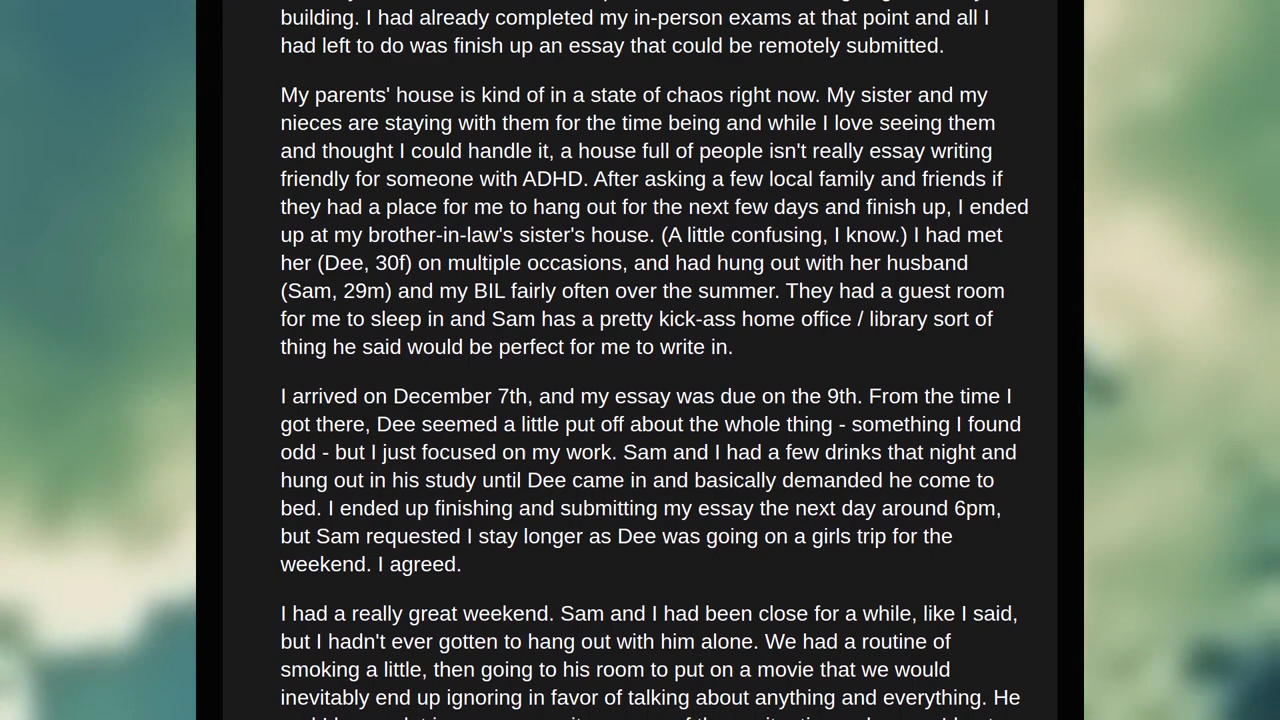 building. I had already completed my in-person exams at that point and all I
had left to do was finish up an essay that could be remotely submitted.
My parents' house is kind of in a state of chaos right now. My sister and my
nieces are staying with them for the time being and while I love seeing them
and thought I could handle it, a house full of people isn't really essay writing
friendly for someone with ADHD. After asking a few local family and friends if
they had a place for me to hang out for the next few days and finish up, I ended
up at my brother-in-law's sister's house. (A little confusing, I know.) I had met
her (Dee, 30f) on multiple occasions, and had hung out with her husband
(Sam, 29m) and my BIL fairly often over the summer. They had a guest room
for me to sleep in and Sam has a pretty kick-ass home office / library sort of
thing he said would be perfect for me to write in.
I arrived on December 7th, and my essay was due on the 9th. From the time I
got there, Dee seemed a little put off about the whole thing - something I found
odd - but I just focused on my work. Sam and I had a few drinks that night and
hung out in his study until Dee came in and basically demanded he come to
bed. I ended up finishing and submitting my essay the next day around 6pm,
but Sam requested I stay longer as Dee was going on a girls trip for the
weekend. I agreed.
I had a really great weekend. Sam and I had been close for a while, like I said,
but I hadn't ever gotten to hang out with him alone. We had a routine of
smoking a little, then going to his room to put on a movie that we would
inevitably end up ignoring in favor of talking about anything and everything. He